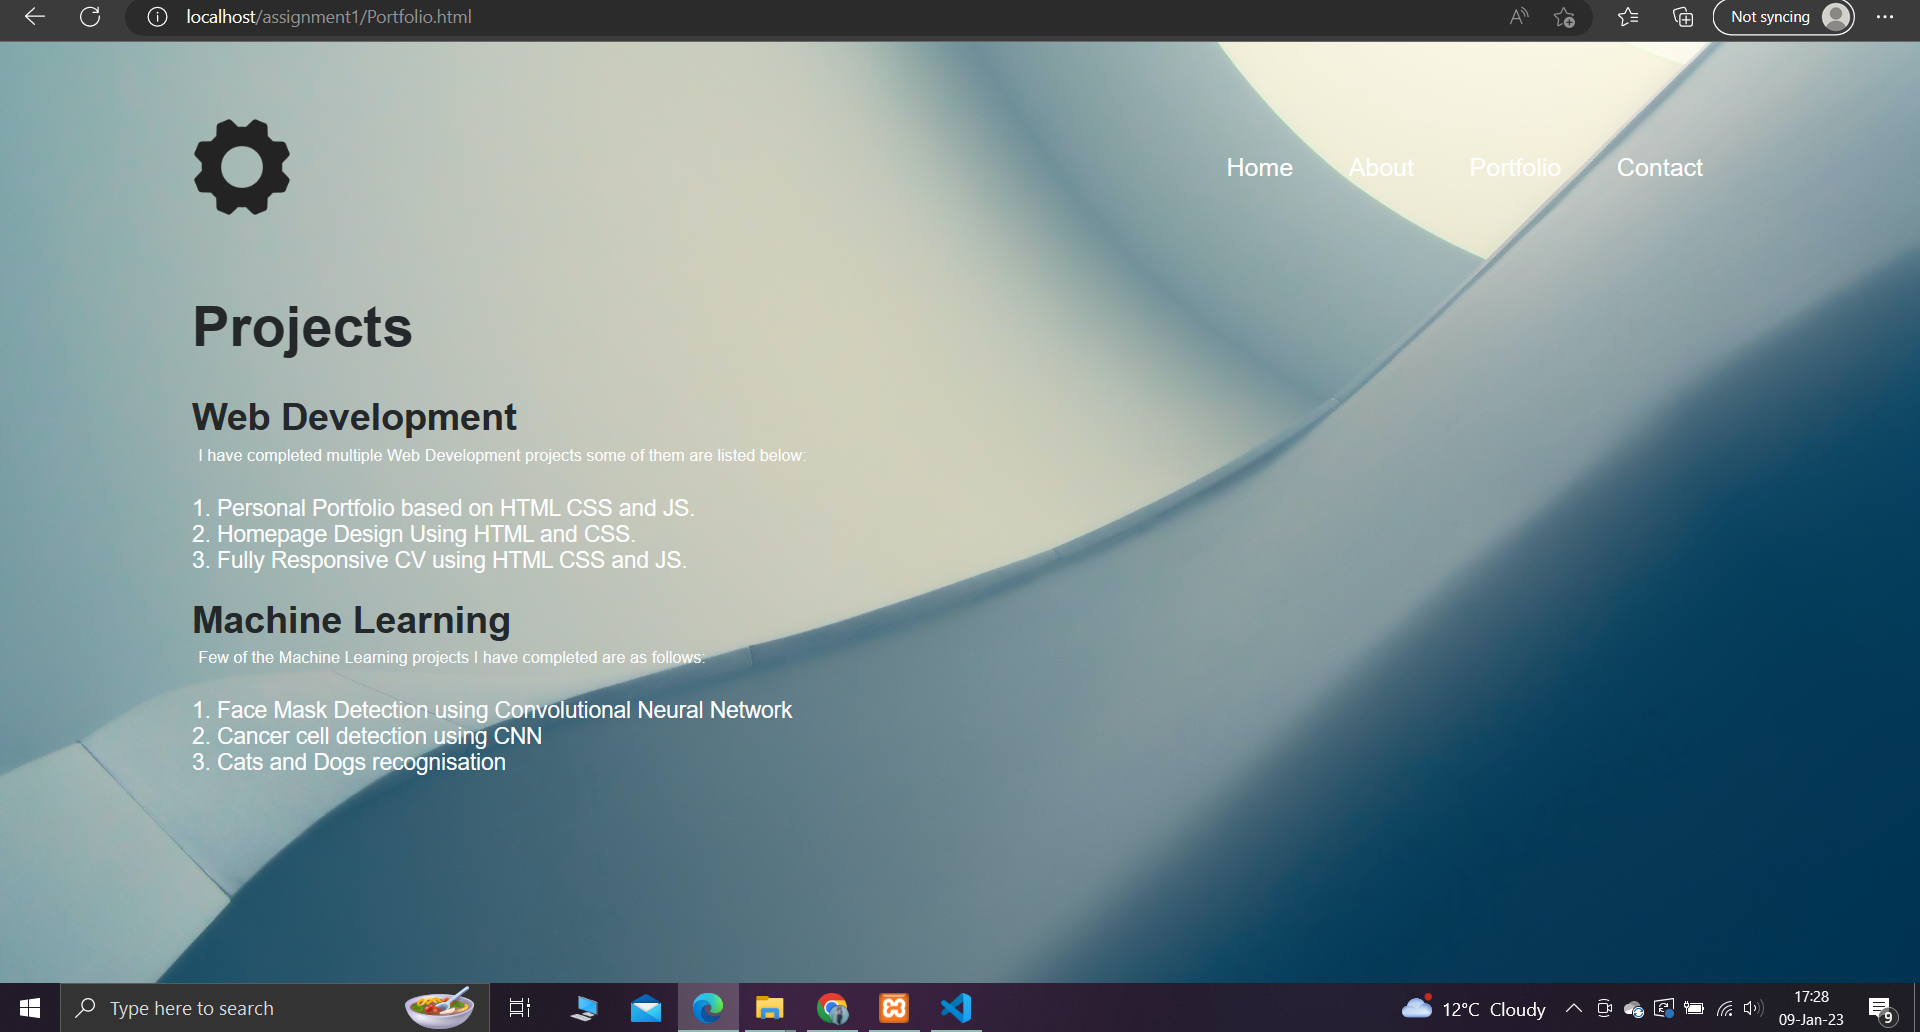 localhost/assignment1/Portfolio.html
Not syncing
Home About Portfolio Contact
Projects
Web Development
I have completed multiple Web Development projects some of them are listed below:
1. Personal Portfolio based on HTML CSS and JS.
2. Homepage Design Using HTML and CSS.
3. Fully Responsive CV using HTML CSS and JS.
Machine Learning
Few of the Machine Learning projects I have completed are as follows:
1. Face Mask Detection using Convolutional Neural Network
2. Cancer cell detection using CNN
3. Cats and Dogs recognisation
Type here to search
12°C Cloudy
17:28
09-Jan-23
9